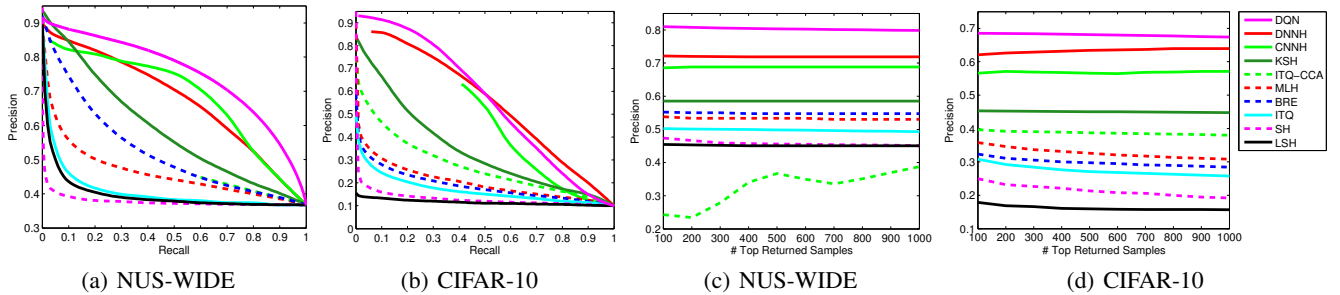 Precision
0.9
0.8
0.7
0.6
0.5
0.4
0.3
0 0.1 0.2 0.3 0.4 0.5 0.6 0.7 0.8 0.9 1
Recall
(a) NUS-WIDE
Precision
1
0.9
0.8
0.7
0.6
0.5
0.4
0.3
0.2
0.1
0
0 0.1 0.2 0.3 0.4 0.5 0.6 0.7 0.8 0.9 1
Recall
(b) CIFAR-10
Precision
0.9
0.8
0.7
0.6
0.5
0.4
0.3
0.2
100 200 300 400 500 600 700 800 900 1000
# Top Returned Samples
(c) NUS-WIDE
Precision
0.7
0.6
0.5
0.4
0.3
0.2
0.1
100 200 300 400 500 600 700 800 900 1000
# Top Returned Samples
(d) CIFAR-10
DQN
DNNH
CNNH
KSH
ITQ-CCA
MLH
BRE
ITQ
SH
LSH